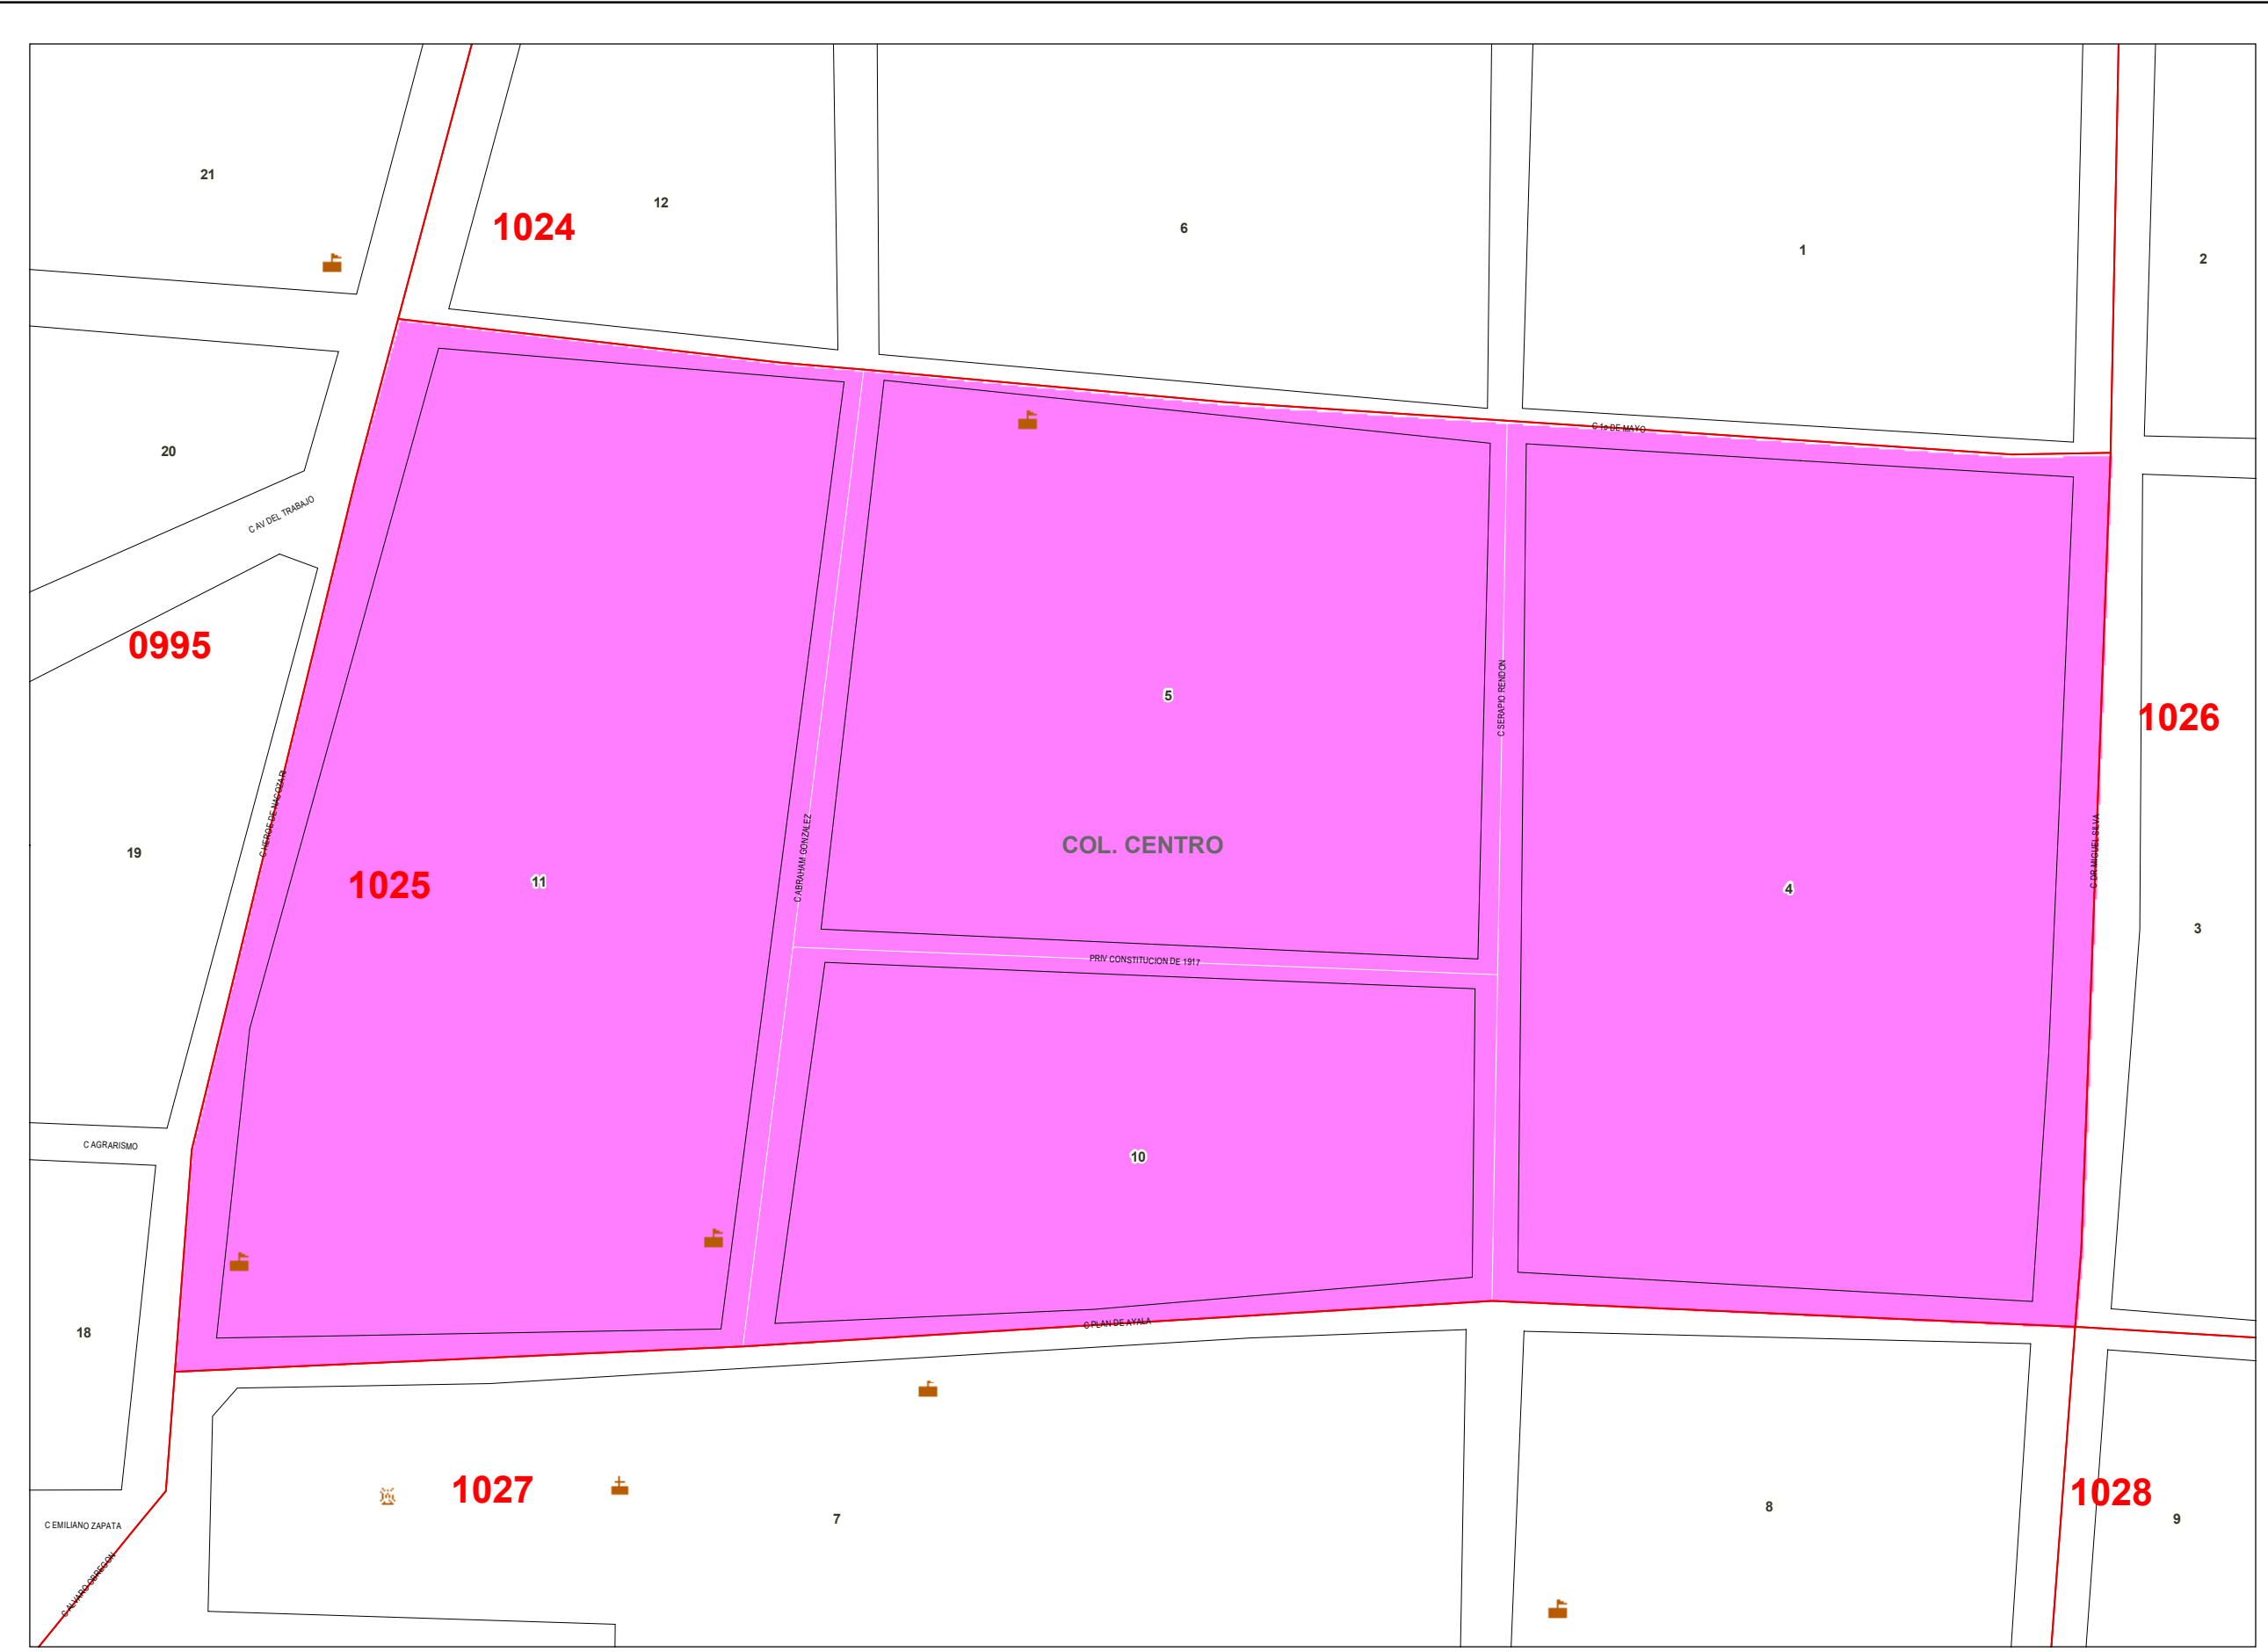 21
12
1024
6
1
2
20
C 1o DE MAYO
C AV DEL TRABAJO
0995
5
C SERAPIO RENDON
1026
C HEROE DE NACOZARI
19
COL. CENTRO
C ABRAHAM GONZALEZ
C DR.MIGUEL SILVA
1025
11
4
3
PRIV CONSTITUCION DE 1917
C AGRARISMO
10
18
C PLAN DE AYALA
1027
1028
8
7
9
C EMILIANO ZAPATA
C ALVARO OBREGON